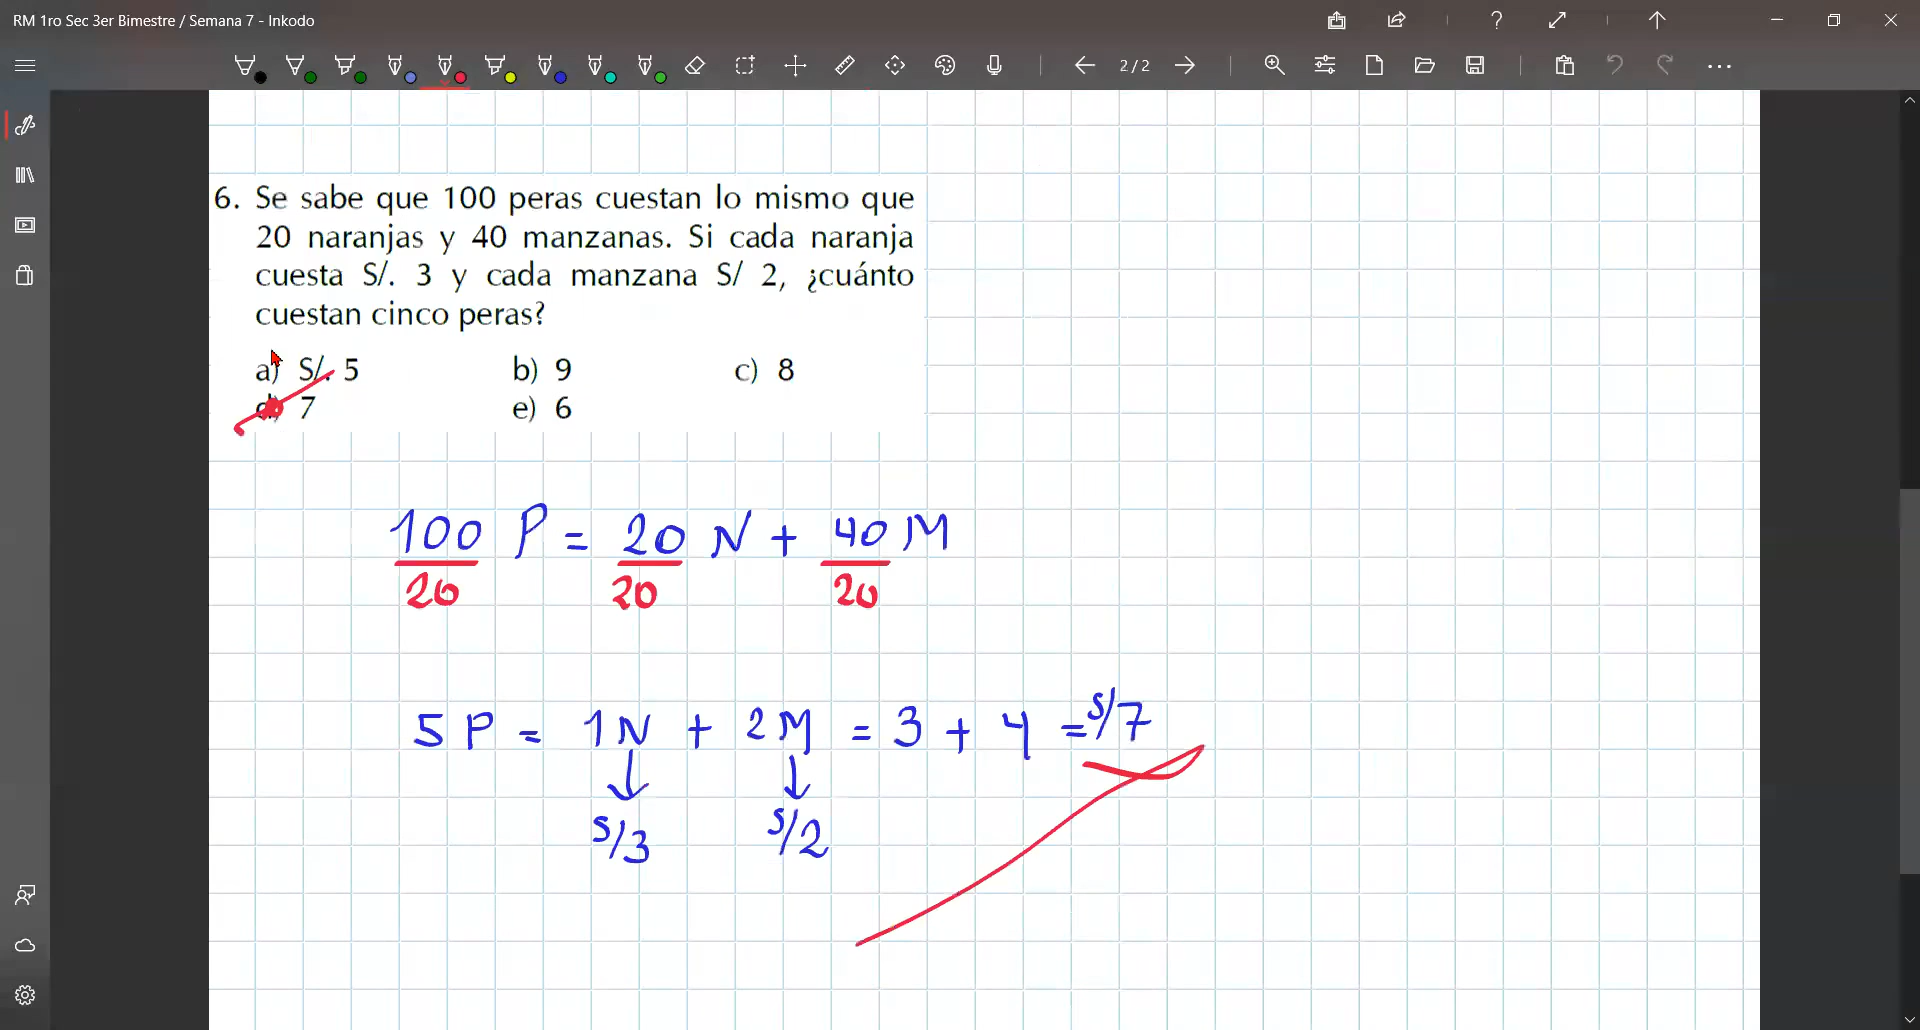 RM 1ro Sec 3er Bimestre / Semana 7 - Inkodo
2 / 2
6. Se sabe que 100 peras cuestan lo mismo que
20 naranjas y 40 manzanas. Si cada naranja
cuesta S/. 3 y cada manzana S/ 2, ¿cuánto
cuestan cinco peras?
a) S/. 5 b) 9 c) 8
d) 7 e) 6
100 P = 20 N + 40 M
20 20 20
5 P = 1N + 2M = 3 + 4 = S/7
S/3 S/2